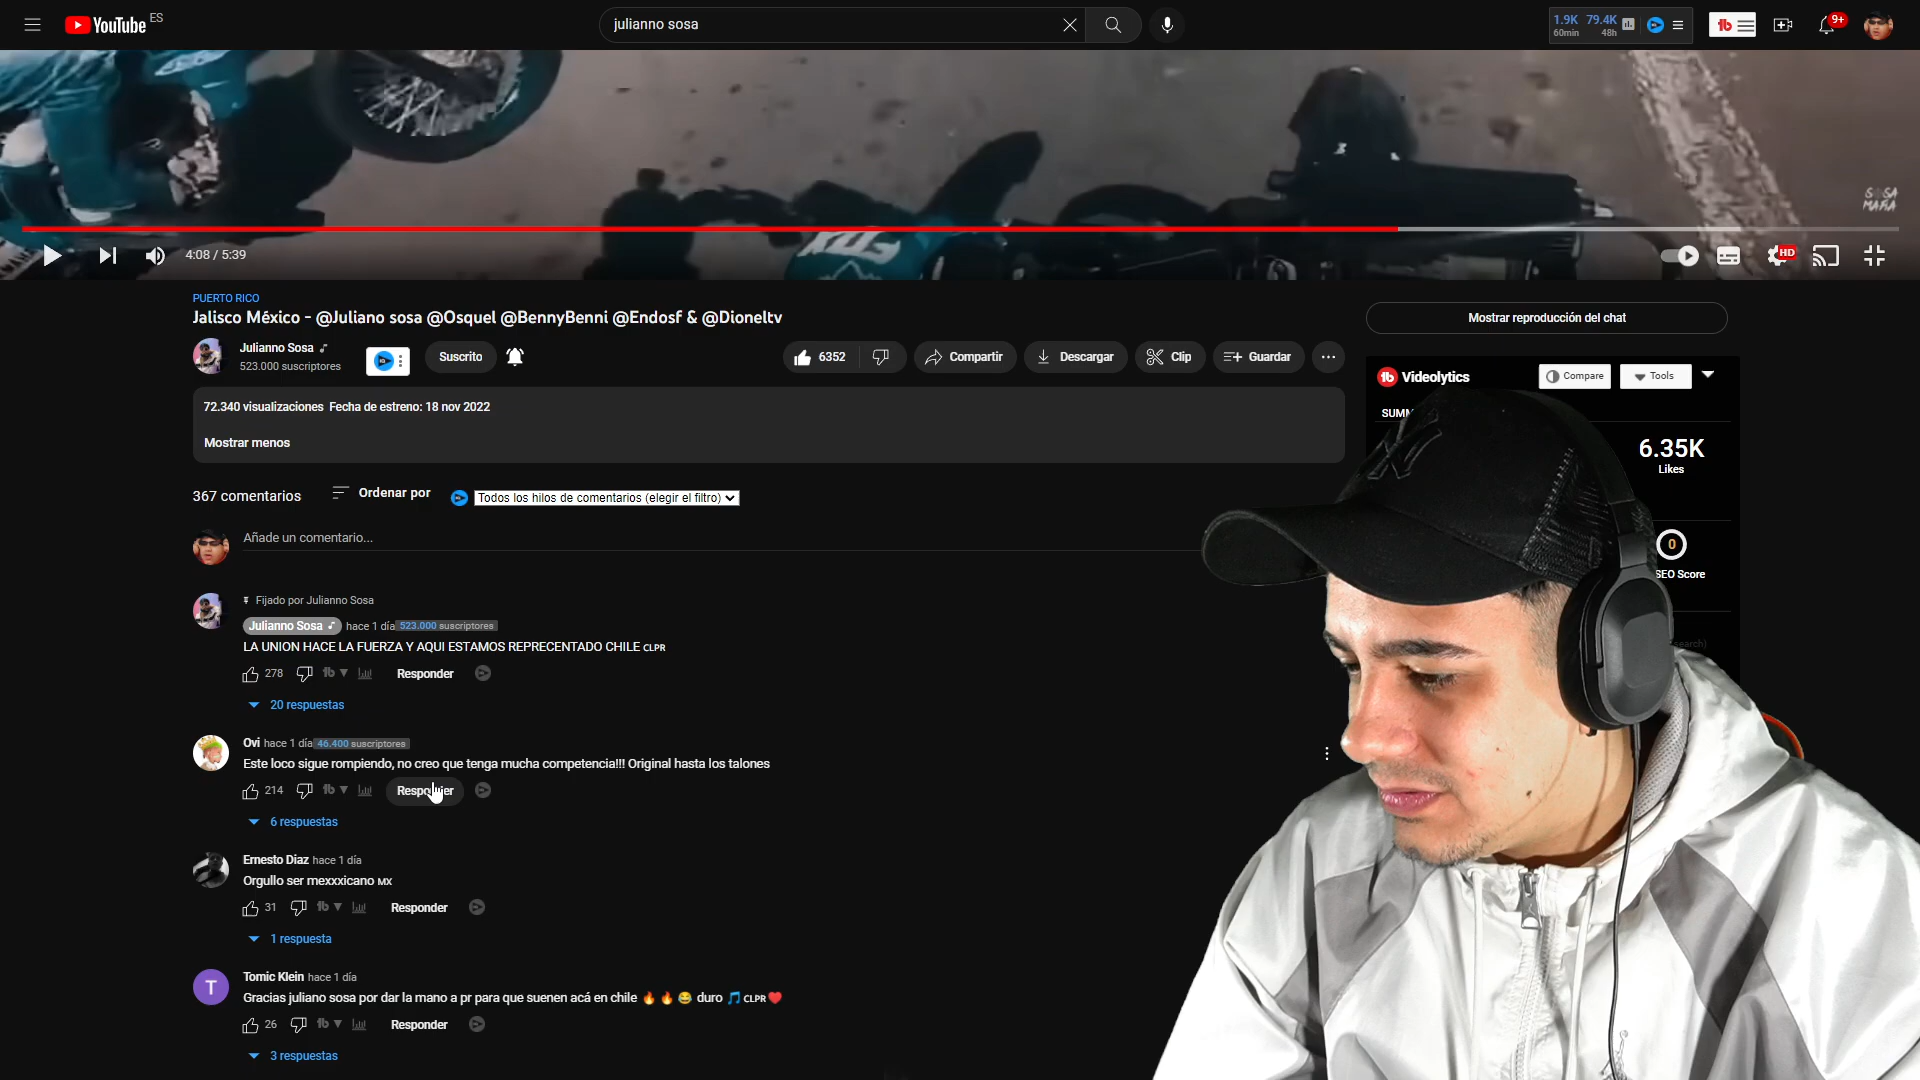 YouTube ES
julianno sosa
1.9K 79.4K
60min 48h
9+
SOSA
MAFIA
4:08 / 5:39
HD
PUERTO RICO
Jalisco México - @Juliano sosa @Osquel @BennyBenni @Endosf & @Dioneltv
Mostrar reproducción del chat
Julianno Sosa
523.000 suscriptores
Suscrito
6352
Compartir
Descargar
Clip
Guardar
Videolytics
Compare
Tools
72.340 visualizaciones Fecha de estreno: 18 nov 2022
Mostrar menos
6.35K
Likes
0
SEO Score
367 comentarios
Ordenar por
Todos los hilos de comentarios (elegir el filtro)
Añade un comentario...
Fijado por Julianno Sosa
Julianno Sosa hace 1 día 523.000 suscriptores
LA UNION HACE LA FUERZA Y AQUI ESTAMOS REPRECENTADO CHILE CLPR
278 Responder
20 respuestas
Ovi hace 1 día 46.400 suscriptores
Este loco sigue rompiendo, no creo que tenga mucha competencia!!! Original hasta los talones
214 Responder
6 respuestas
Ernesto Diaz hace 1 día
Orgullo ser mexxxicano MX
31 Responder
1 respuesta
T
Tomic Klein hace 1 día
Gracias juliano sosa por dar la mano a pr para que suenen acá en chile 🔥 🔥 😂 duro 🎵 CLPR ❤️
26 Responder
3 respuestas